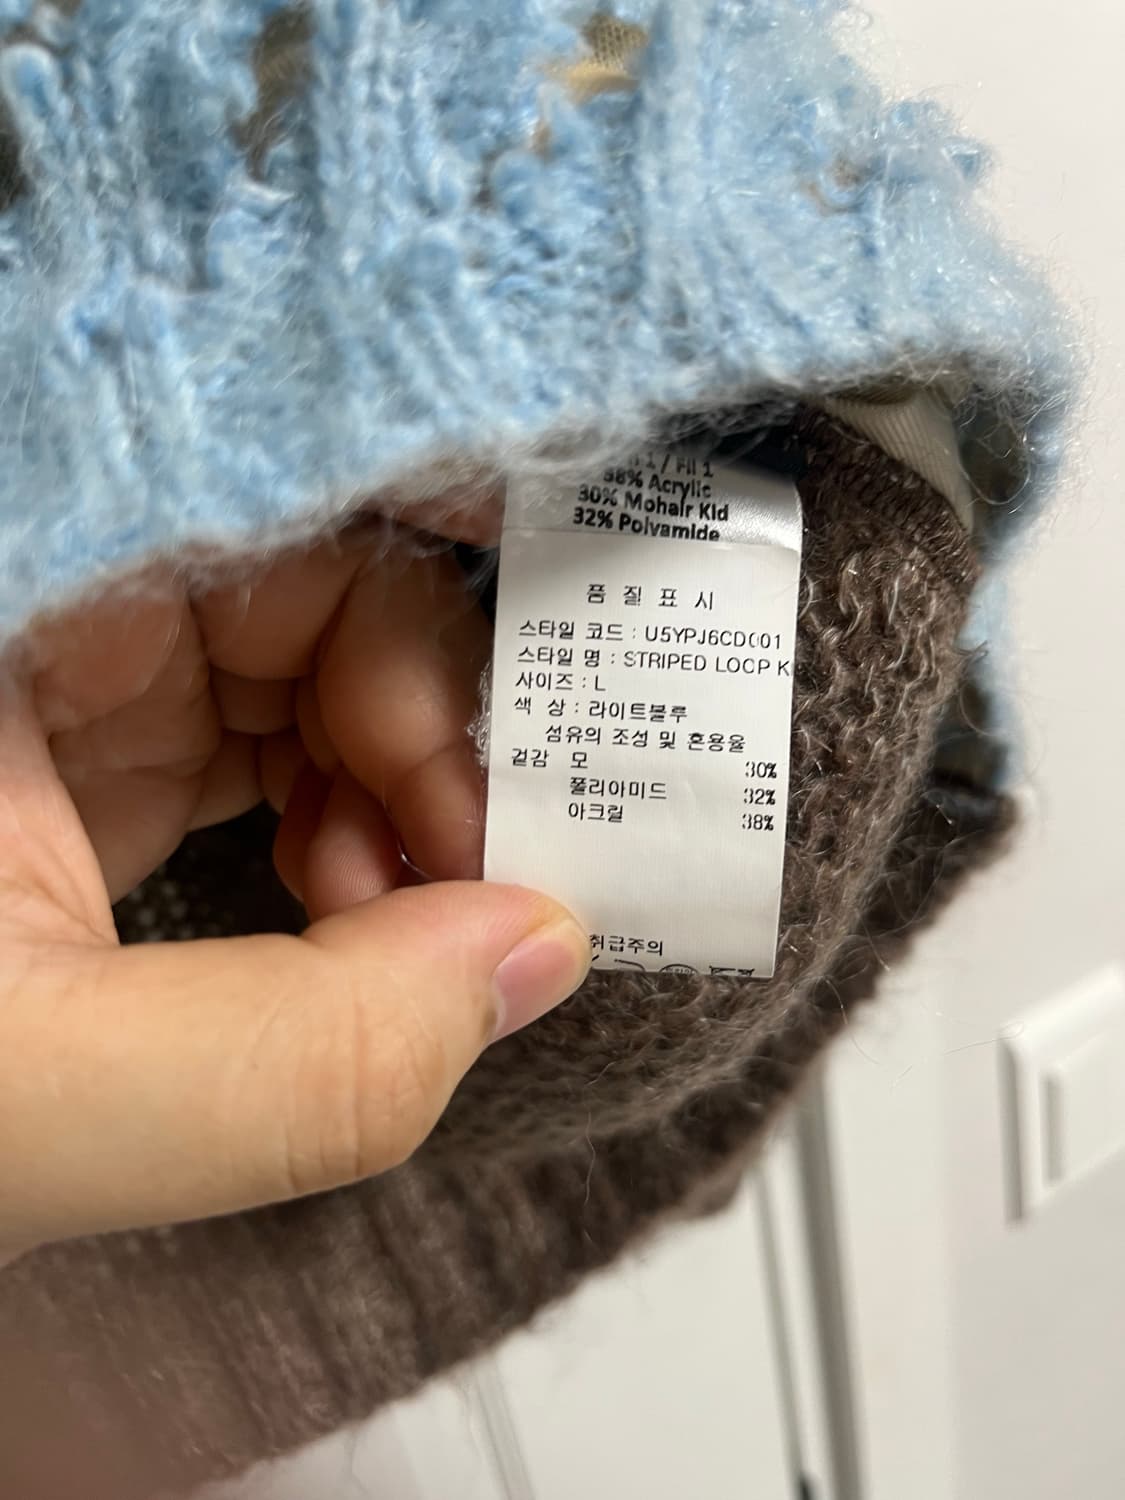 1 / Fil 1
38% Acrylic
30% Mohair Kid
32% Polyamide
품 질 표 시
스타일 코드 : U5YPJ6CD001
스타일 명 : STRIPED LOOP K
사이즈 : L
색 상 : 라이트블루
섬유의 조성 및 혼용율
겉감 모 30%
폴리아미드 32%
아크릴 38%
취급주의